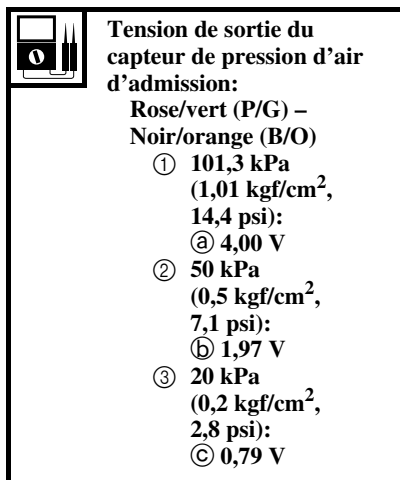 Tension de sortie du
capteur de pression d'air
d'admission:
Rose/vert (P/G) –
Noir/orange (B/O)
① 101,3 kPa
(1,01 kgf/cm²,
14,4 psi):
ⓐ 4,00 V
② 50 kPa
(0,5 kgf/cm²,
7,1 psi):
ⓑ 1,97 V
③ 20 kPa
(0,2 kgf/cm²,
2,8 psi):
ⓒ 0,79 V